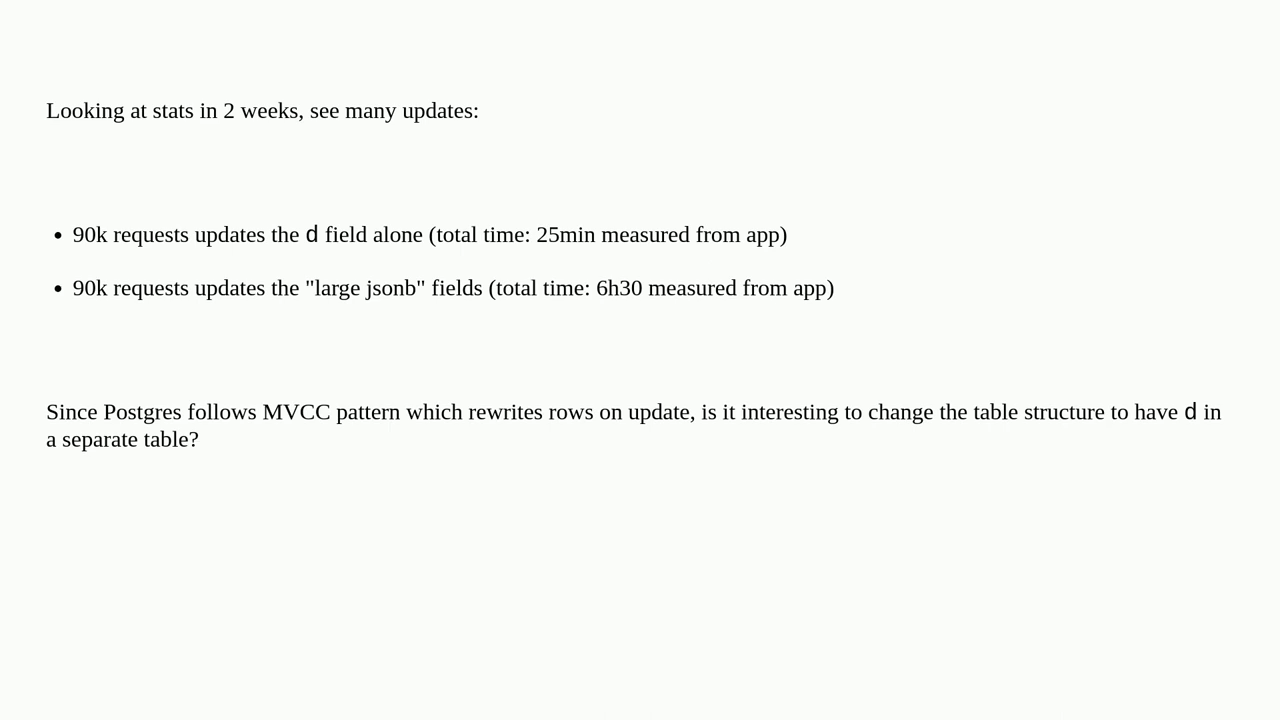 Looking at stats in 2 weeks, see many updates:
• 90k requests updates the d field alone (total time: 25min measured from app)
• 90k requests updates the "large jsonb" fields (total time: 6h30 measured from app)
Since Postgres follows MVCC pattern which rewrites rows on update, is it interesting to change the table structure to have d in
a separate table?